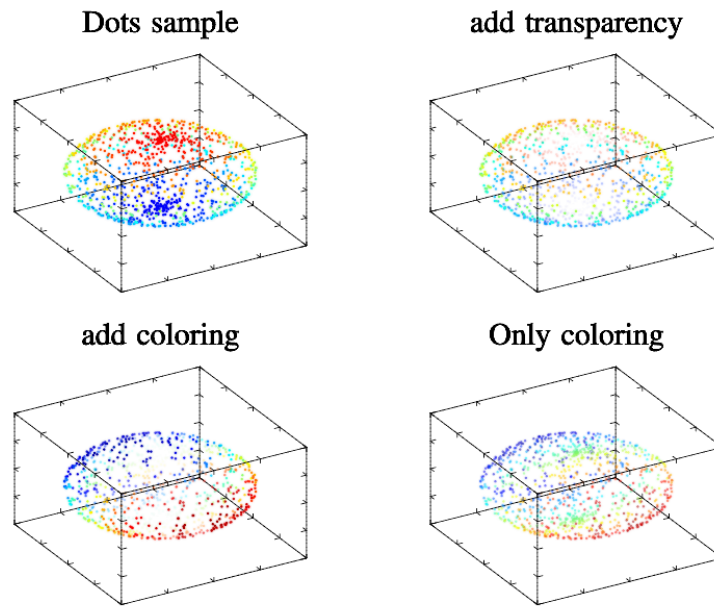 Dots sample
add transparency
add coloring
Only coloring